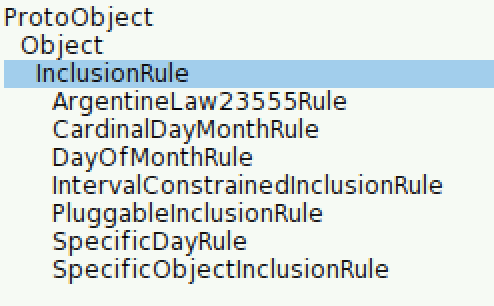 ProtoObject
Object
InclusionRule
ArgentineLaw23555Rule
CardinalDayMonthRule
DayOfMonthRule
IntervalConstrainedInclusionRule
PluggableInclusionRule
SpecificDayRule
SpecificObjectInclusionRule